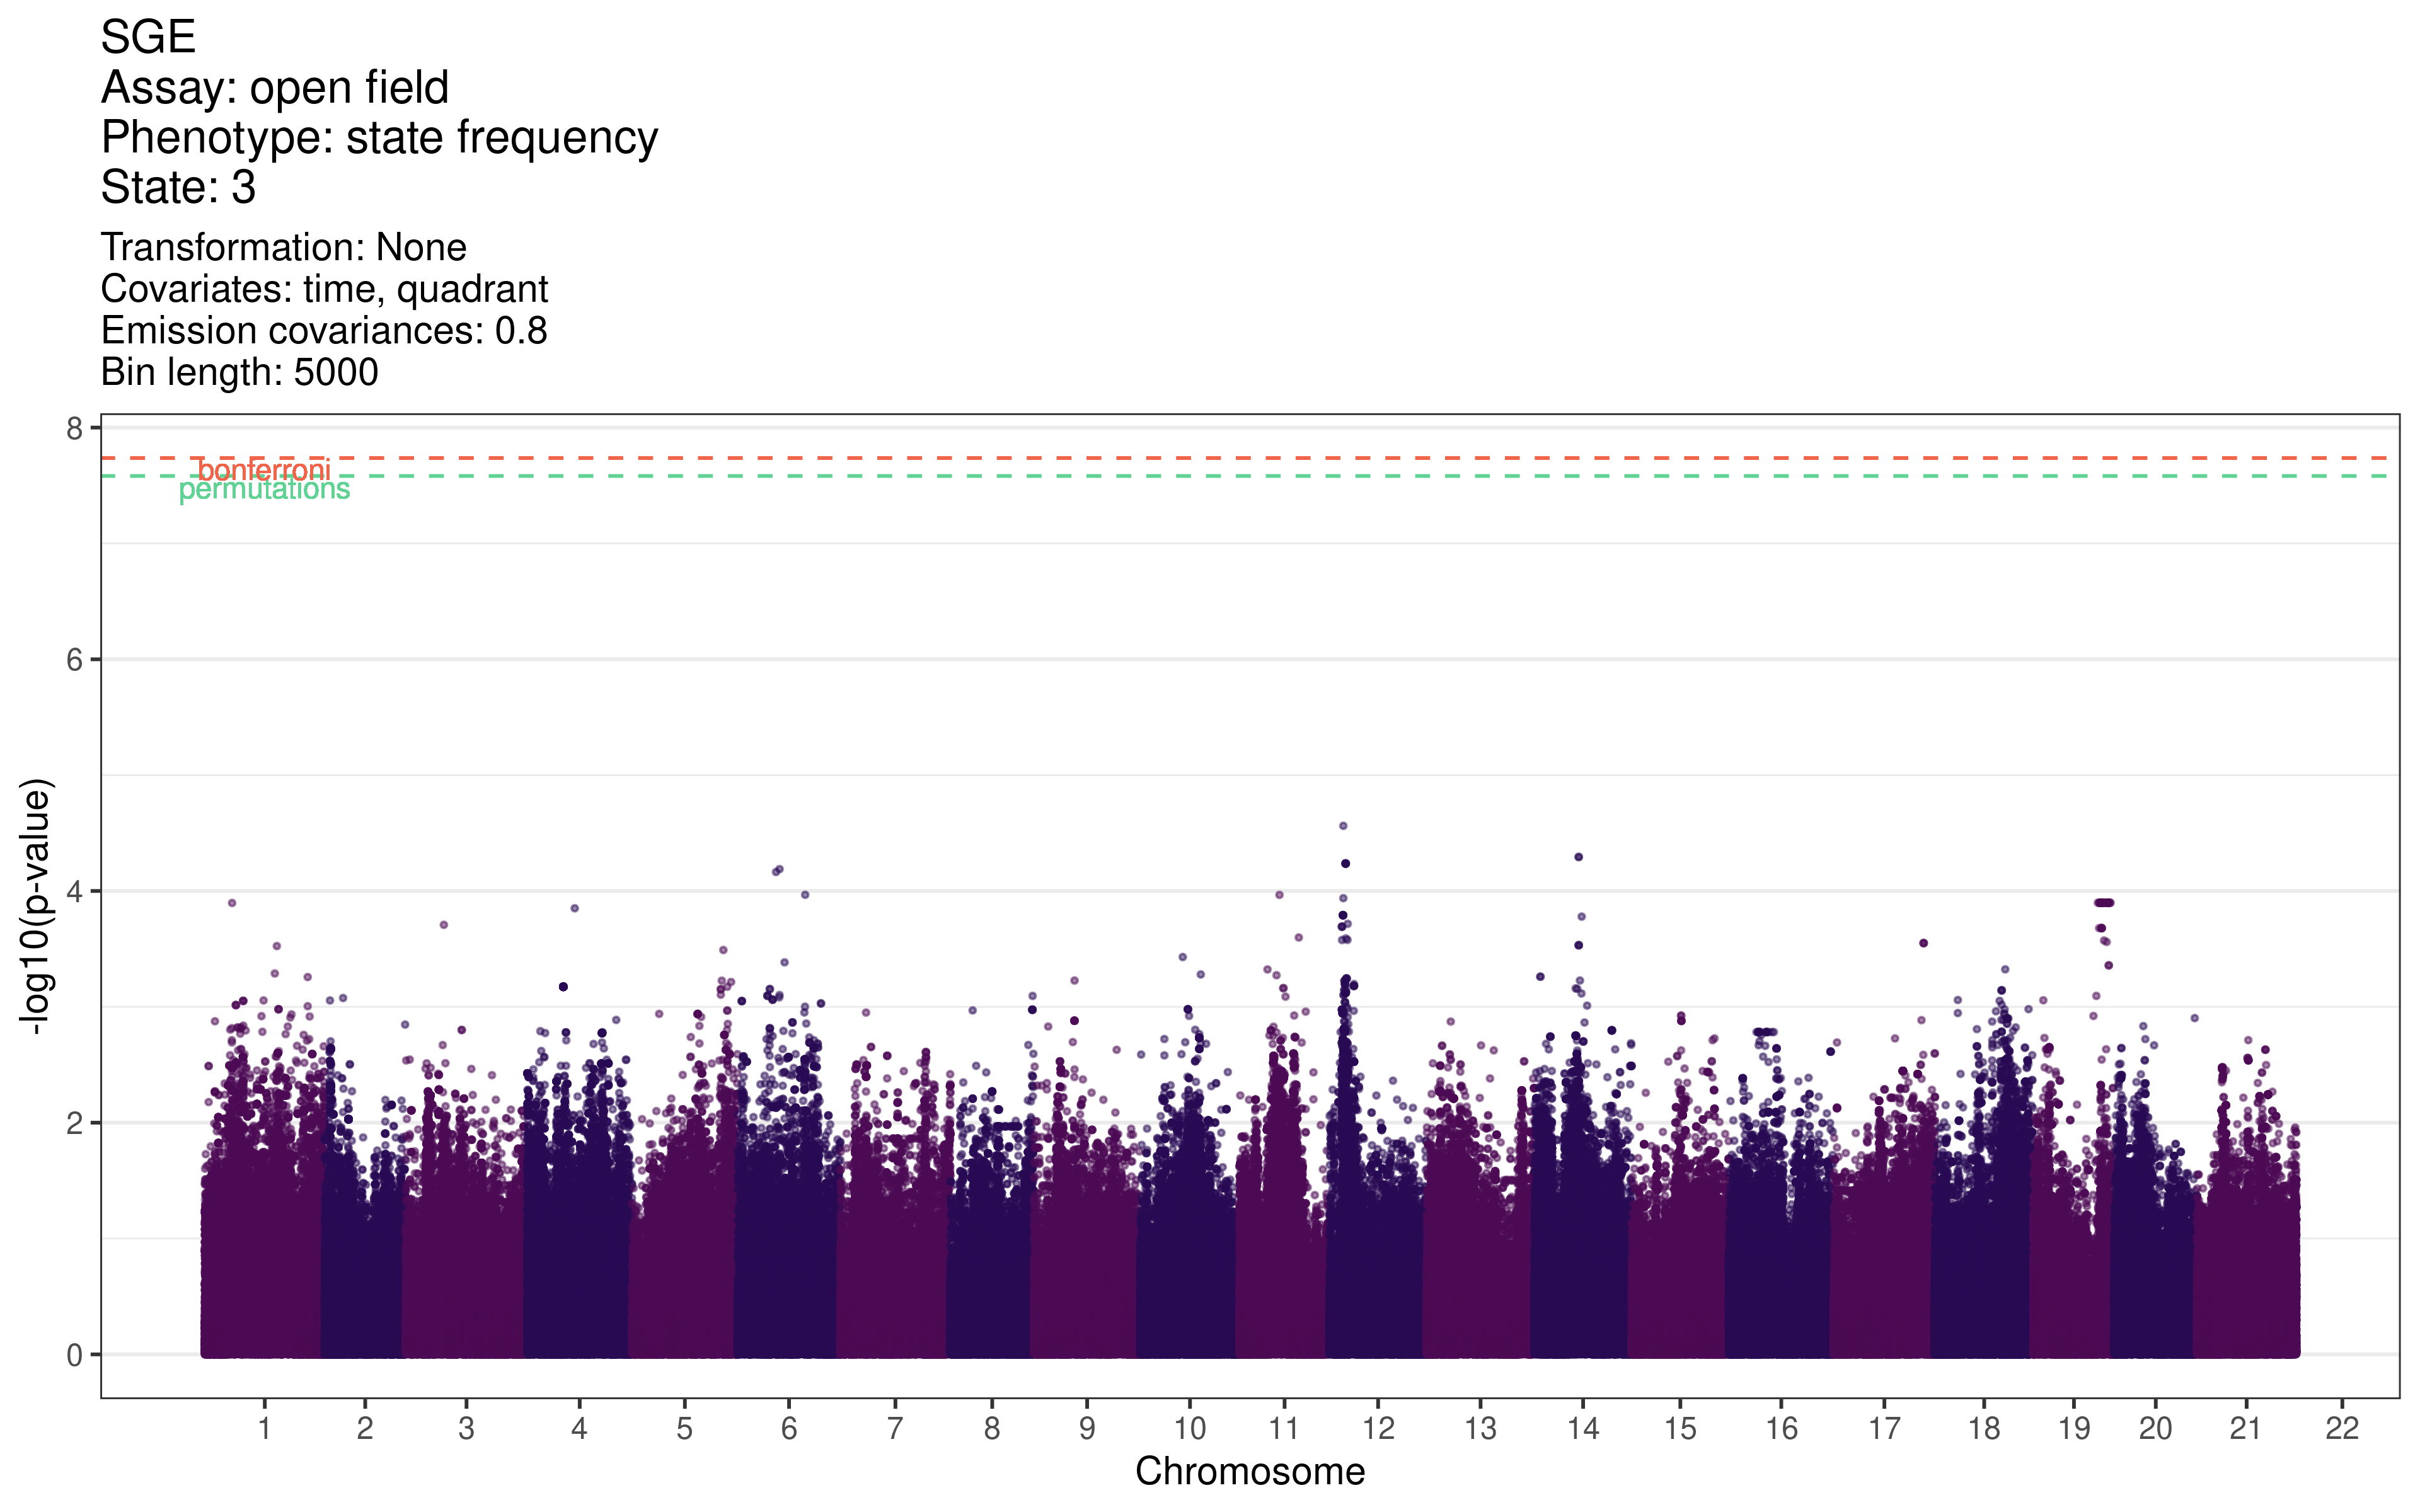 SGE
Assay: open field
Phenotype: state frequency
State: 3
Transformation: None
Covariates: time, quadrant
Emission covariances: 0.8
Bin length: 5000
8
bonferroni
permutations
6
4
2
0
-log10(p-value)
1 2 3 4 5 6 7 8 9 10 11 12 13 14 15 16 17 18 19 20 21 22
Chromosome